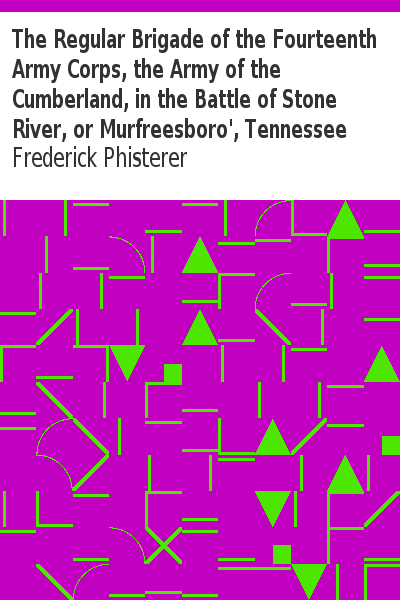 The Regular Brigade of the Fourteenth
Army Corps, the Army of the
Cumberland, in the Battle of Stone
River, or Murfreesboro', Tennessee
Frederick Phisterer